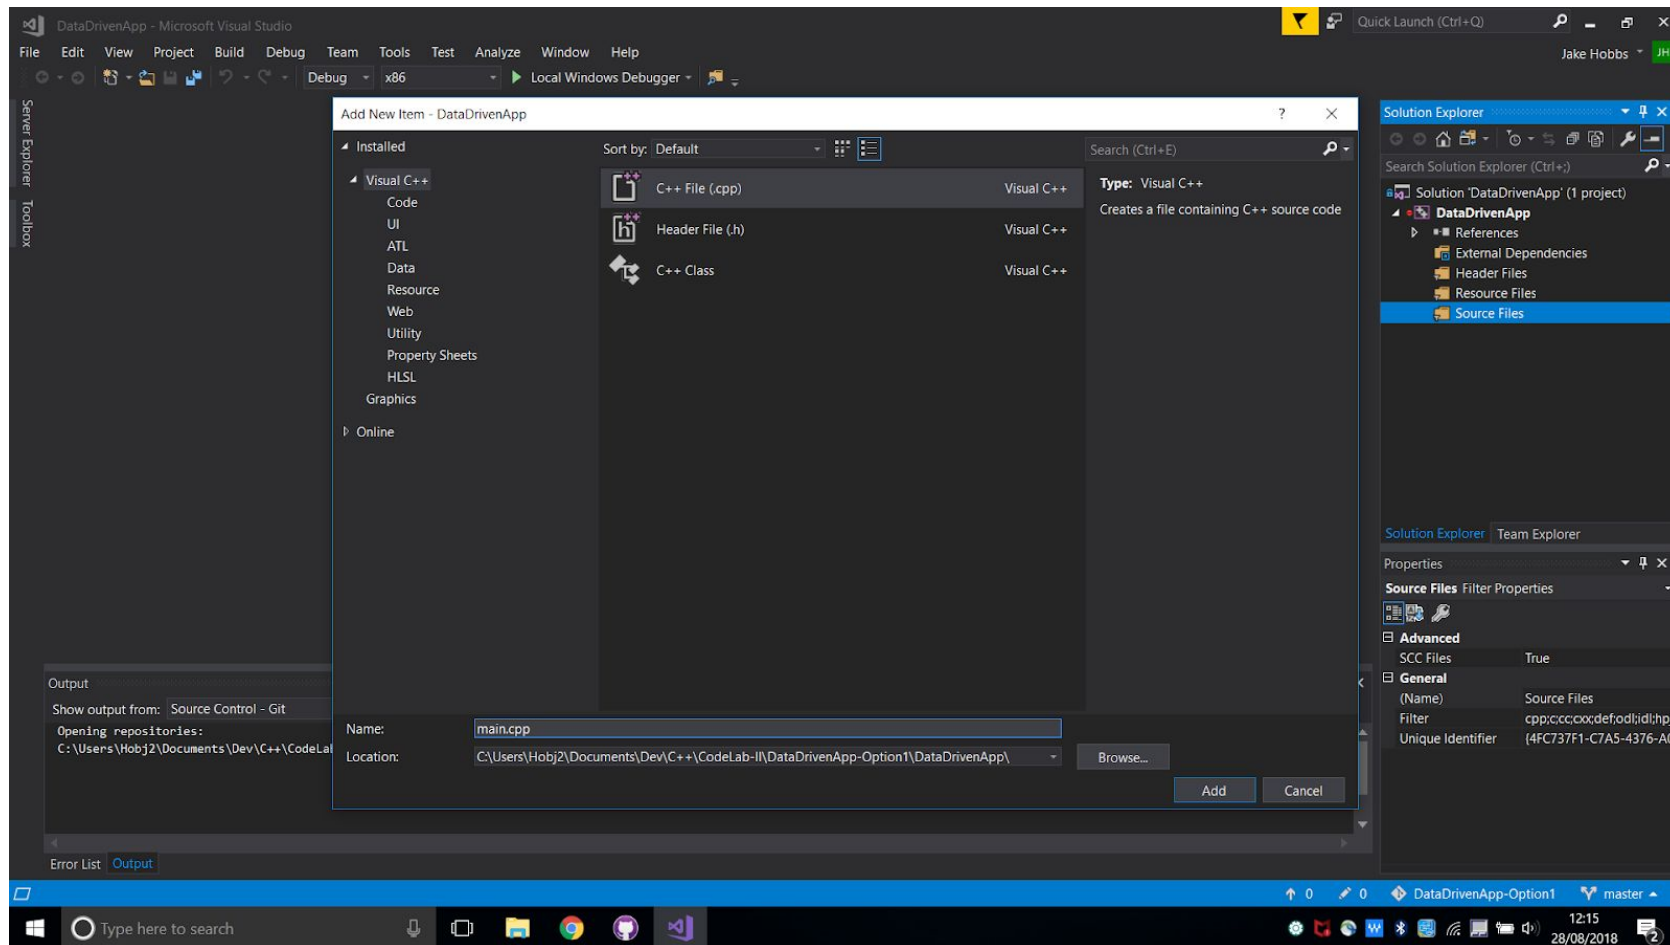 DataDrivenApp - Microsoft Visual Studio
Quick Launch (Ctrl+Q)
File Edit View Project Build Debug Team Tools Test Analyze Window Help
Jake Hobbs JH
Debug x86 Local Windows Debugger
Server Explorer
Toolbox
Add New Item - DataDrivenApp
?
Installed
Sort by: Default
Search (Ctrl+E)
Visual C++
Code
UI
ATL
Data
Resource
Web
Utility
Property Sheets
HLSL
Graphics
Online
C++ File (.cpp) Visual C++
Header File (.h) Visual C++
C++ Class Visual C++
Type: Visual C++
Creates a file containing C++ source code
Name: main.cpp
Location: C:\Users\Hobj2\Documents\Dev\C++\CodeLab-II\DataDrivenApp-Option1\DataDrivenApp\
Browse...
Add Cancel
Solution Explorer
Search Solution Explorer (Ctrl+;)
Solution 'DataDrivenApp' (1 project)
DataDrivenApp
References
External Dependencies
Header Files
Resource Files
Source Files
Solution Explorer Team Explorer
Properties
Source Files Filter Properties
Advanced
SCC Files True
General
(Name) Source Files
Filter cpp;c;cc;cxx;def;odl;idl;hp
Unique Identifier {4FC737F1-C7A5-4376-A
Output
Show output from: Source Control - Git
Opening repositories:
C:\Users\Hobj2\Documents\Dev\C++\CodeLa
Error List Output
0 0 DataDrivenApp-Option1 master
Type here to search
12:15
28/08/2018
2